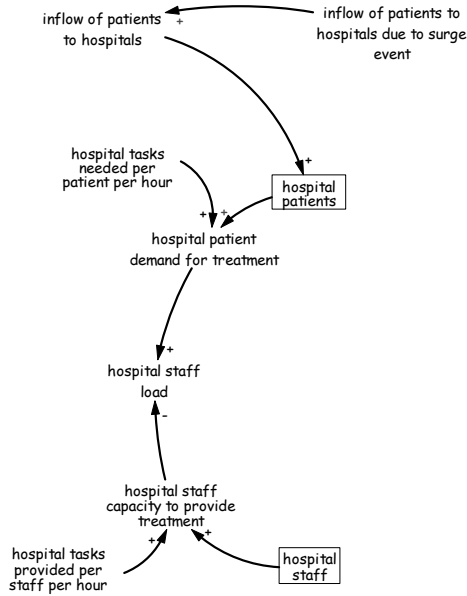 inflow of patients
to hospitals
+
inflow of patients to
hospitals due to surge
event
+
hospital tasks
needed per
patient per hour
hospital
patients
+
+
hospital patient
demand for treatment
+
hospital staff
load
-
hospital staff
capacity to provide
treatment
+
+
hospital tasks
provided per
staff per hour
hospital
staff